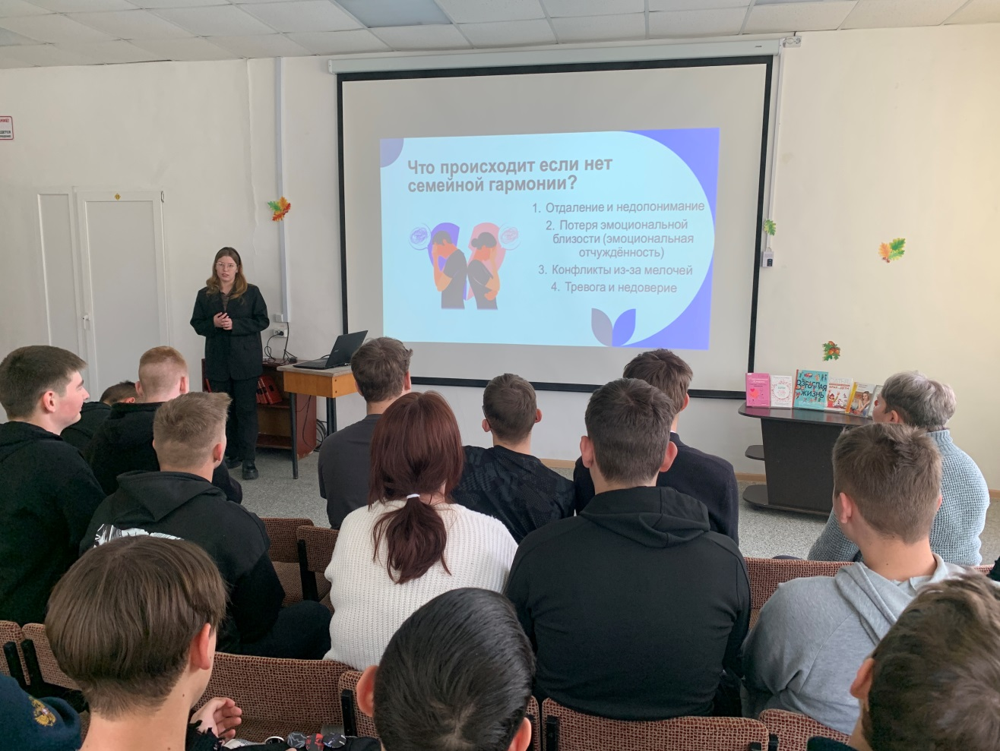 Что происходит если нет
семейной гармонии?
1. Отдаление и недопонимание
2. Потеря эмоциональной
близости (эмоциональная
отчуждённость)
3. Конфликты из-за мелочей
4. Тревога и недоверие
ВЗРОСЛАЯ
ЖИЗНЬ